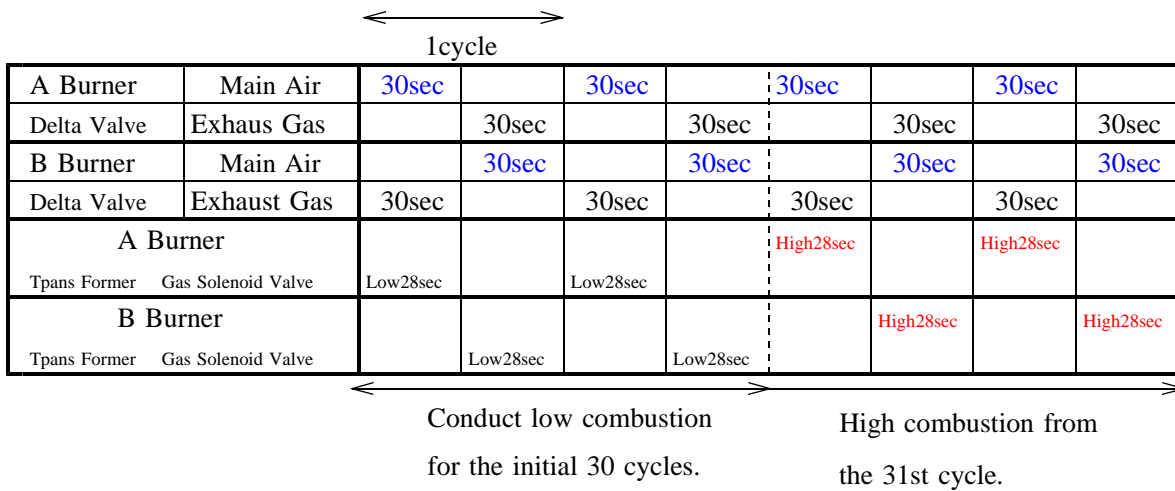 1cycle
A Burner Main Air 30sec 30sec 30sec 30sec
Delta Valve Exhaus Gas 30sec 30sec 30sec 30sec
B Burner Main Air 30sec 30sec 30sec 30sec
Delta Valve Exhaust Gas 30sec 30sec 30sec 30sec
A Burner High28sec High28sec
Tpans Former Gas Solenoid Valve Low28sec Low28sec
B Burner High28sec High28sec
Tpans Former Gas Solenoid Valve Low28sec Low28sec
Conduct low combustion
for the initial 30 cycles.
High combustion from
the 31st cycle.